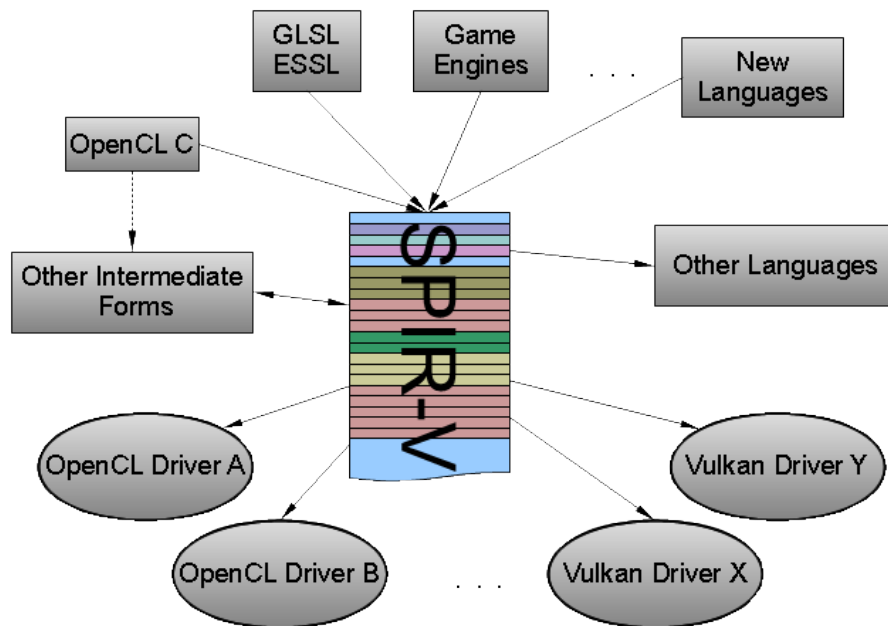 GLSL
ESSL
Game
Engines
. . .
New
Languages
OpenCL C
SPIR-V
Other Intermediate
Forms
Other Languages
OpenCL Driver A
Vulkan Driver Y
OpenCL Driver B
. . .
Vulkan Driver X